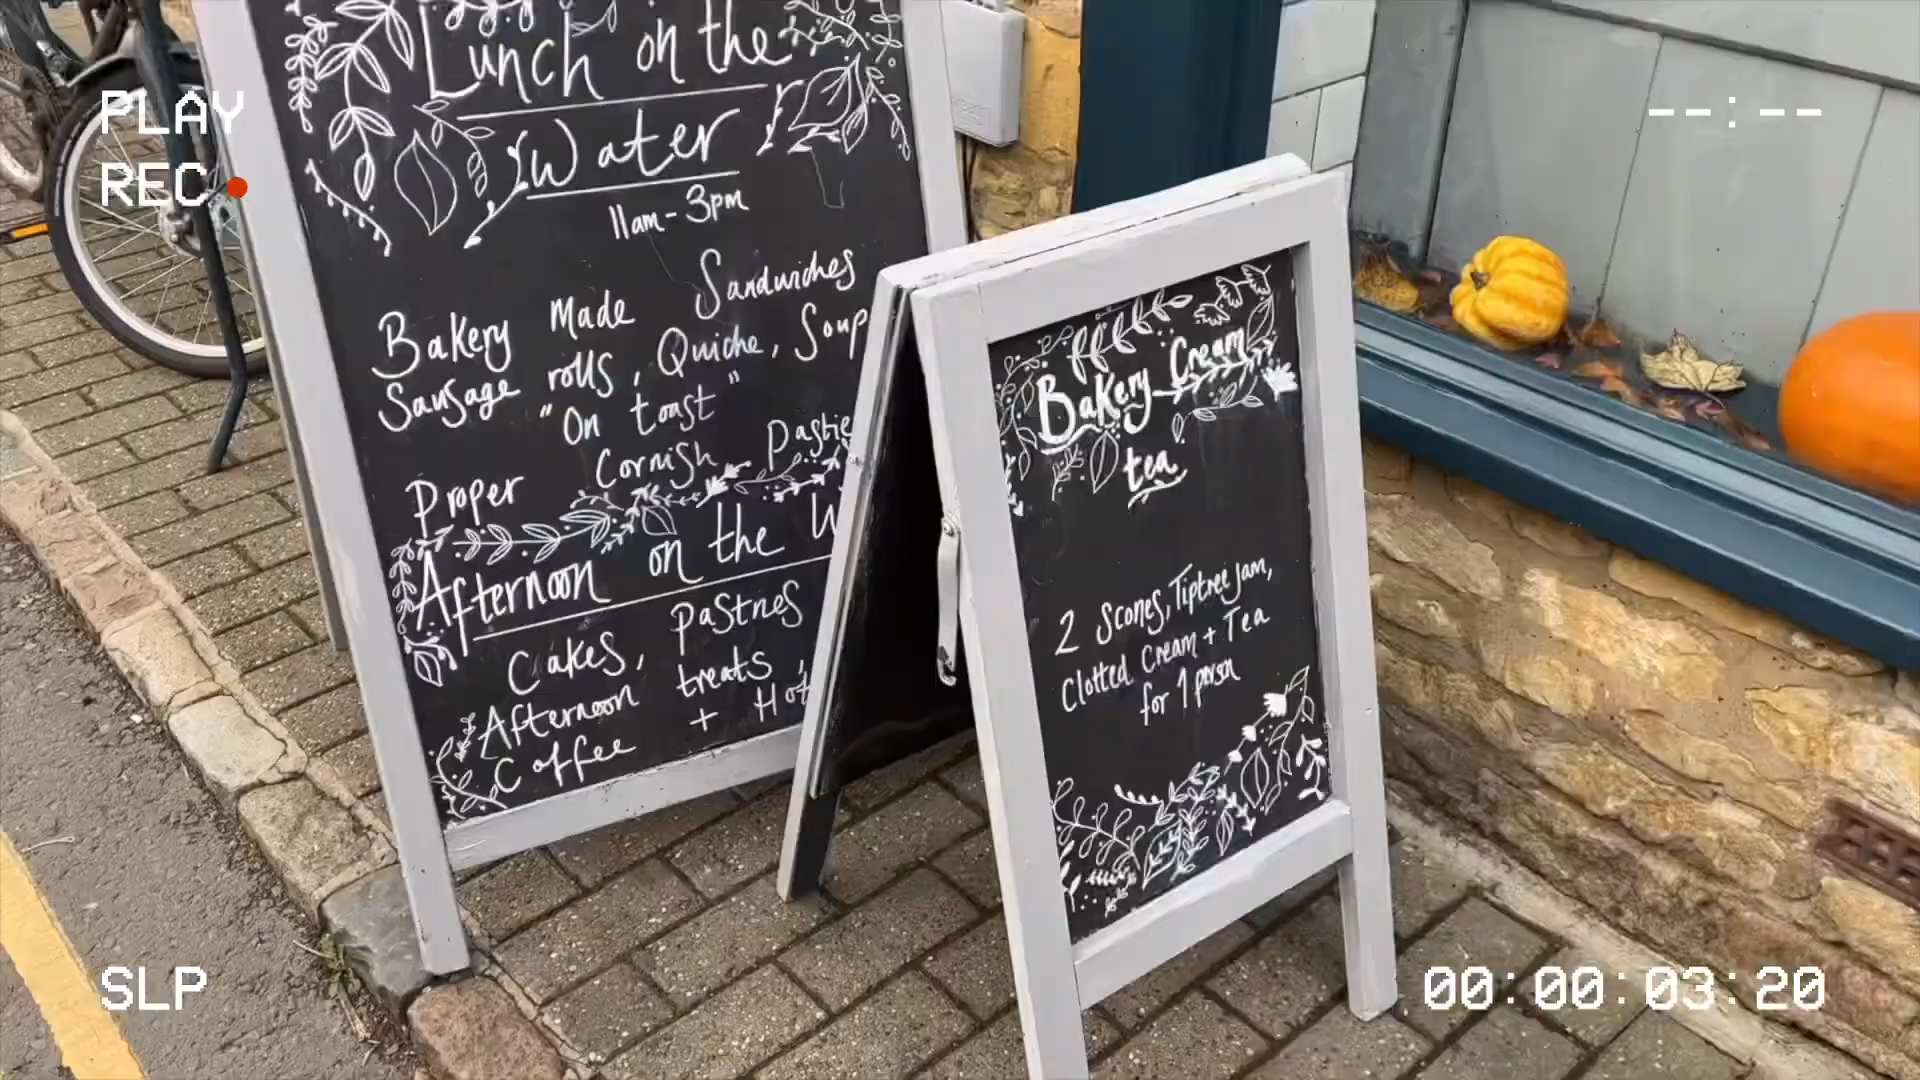 PLAY
REC
--:--
Lunch on the
Water
11am - 3pm
Bakery Made Sandwiches
Sausage rolls, Quiche, Soup
"On toast"
Proper Cornish Pastie
Afternoon on the W
Cakes, Pastries
Afternoon treats,
Coffee + Hot
Bakery Cream
tea
2 Scones, Tiptree Jam,
Clotted Cream + Tea
for 1 person
SLP
00:00:03:20